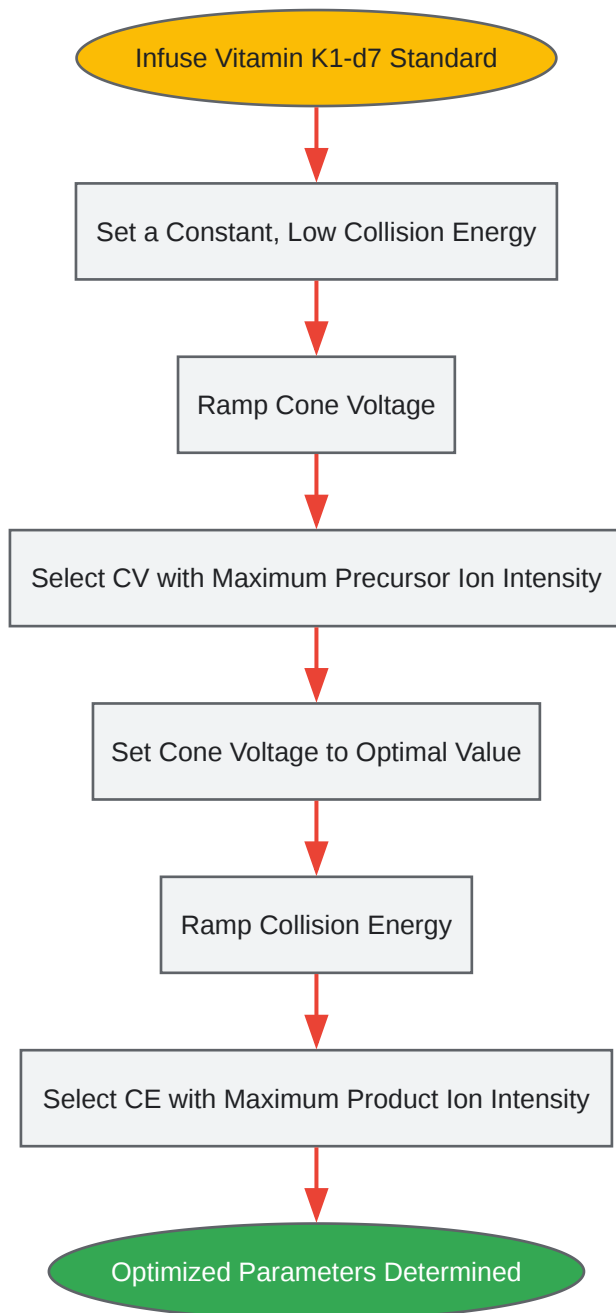 Infuse Vitamin K1-d7 Standard
Set a Constant, Low Collision Energy
Ramp Cone Voltage
Select CV with Maximum Precursor Ion Intensity
Set Cone Voltage to Optimal Value
Ramp Collision Energy
Select CE with Maximum Product Ion Intensity
Optimized Parameters Determined